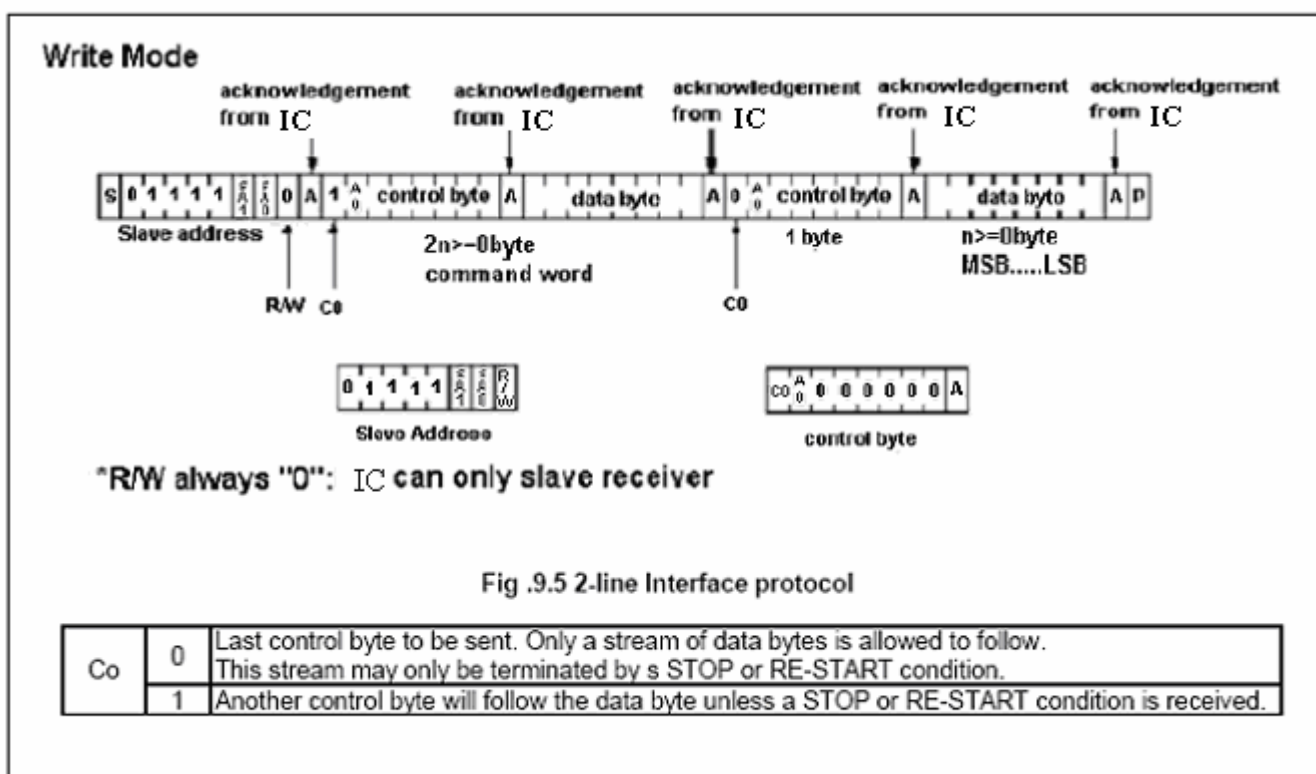 Write Mode
acknowledgement acknowledgement acknowledgement acknowledgement acknowledgement
from IC from IC from IC from IC from IC
S 0 1 1 1 1 SA1 SA0 0 A 1 A0 control byte A data byte A 0 A0 control byte A data byte A P
Slave address
2n>=0byte 1 byte n>=0byte
command word MSB.....LSB
R/W C0 C0
0 1 1 1 1 R/W CO A0 0 0 0 0 0 0 A
Slave Address control byte
*R/W always "0": IC can only slave receiver
Fig .9.5 2-line Interface protocol
Co 0 Last control byte to be sent. Only a stream of data bytes is allowed to follow.
This stream may only be terminated by s STOP or RE-START condition.
1 Another control byte will follow the data byte unless a STOP or RE-START condition is received.